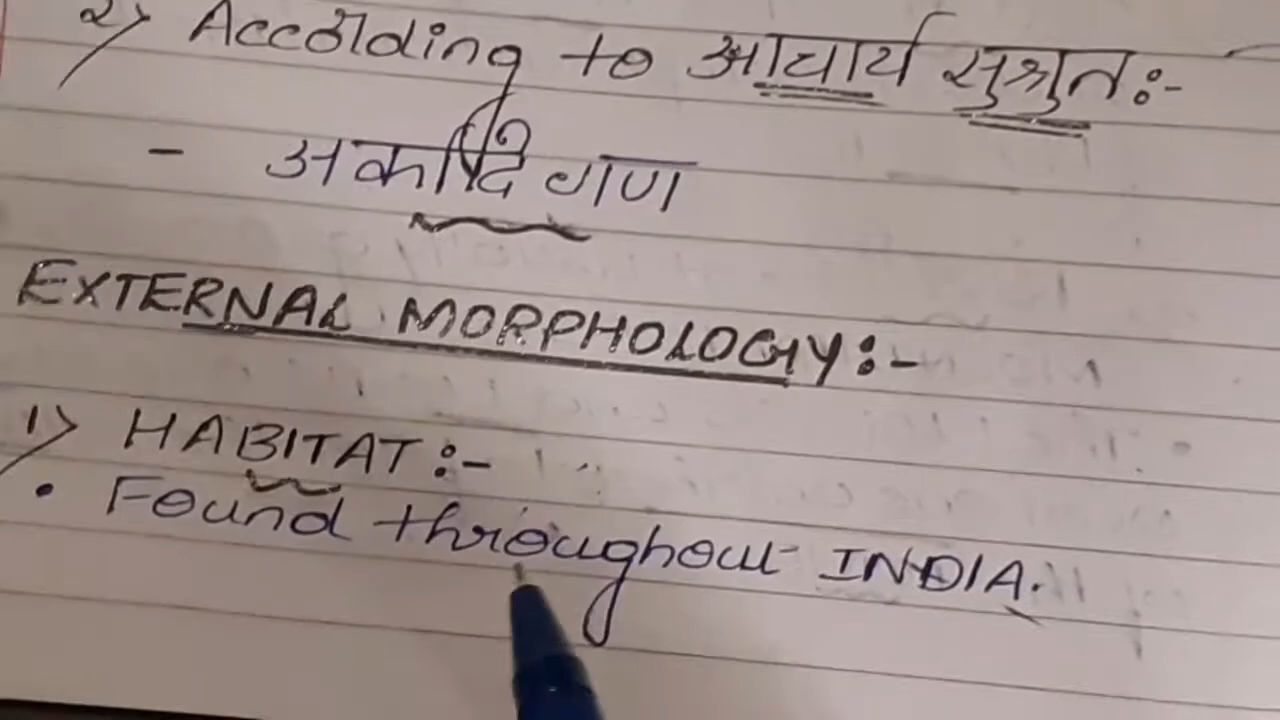 2) According to आचार्य सुश्रुत :-
- अर्कादि गण
EXTERNAL MORPHOLOGY :-
1) HABITAT :-
• Found throughout INDIA.